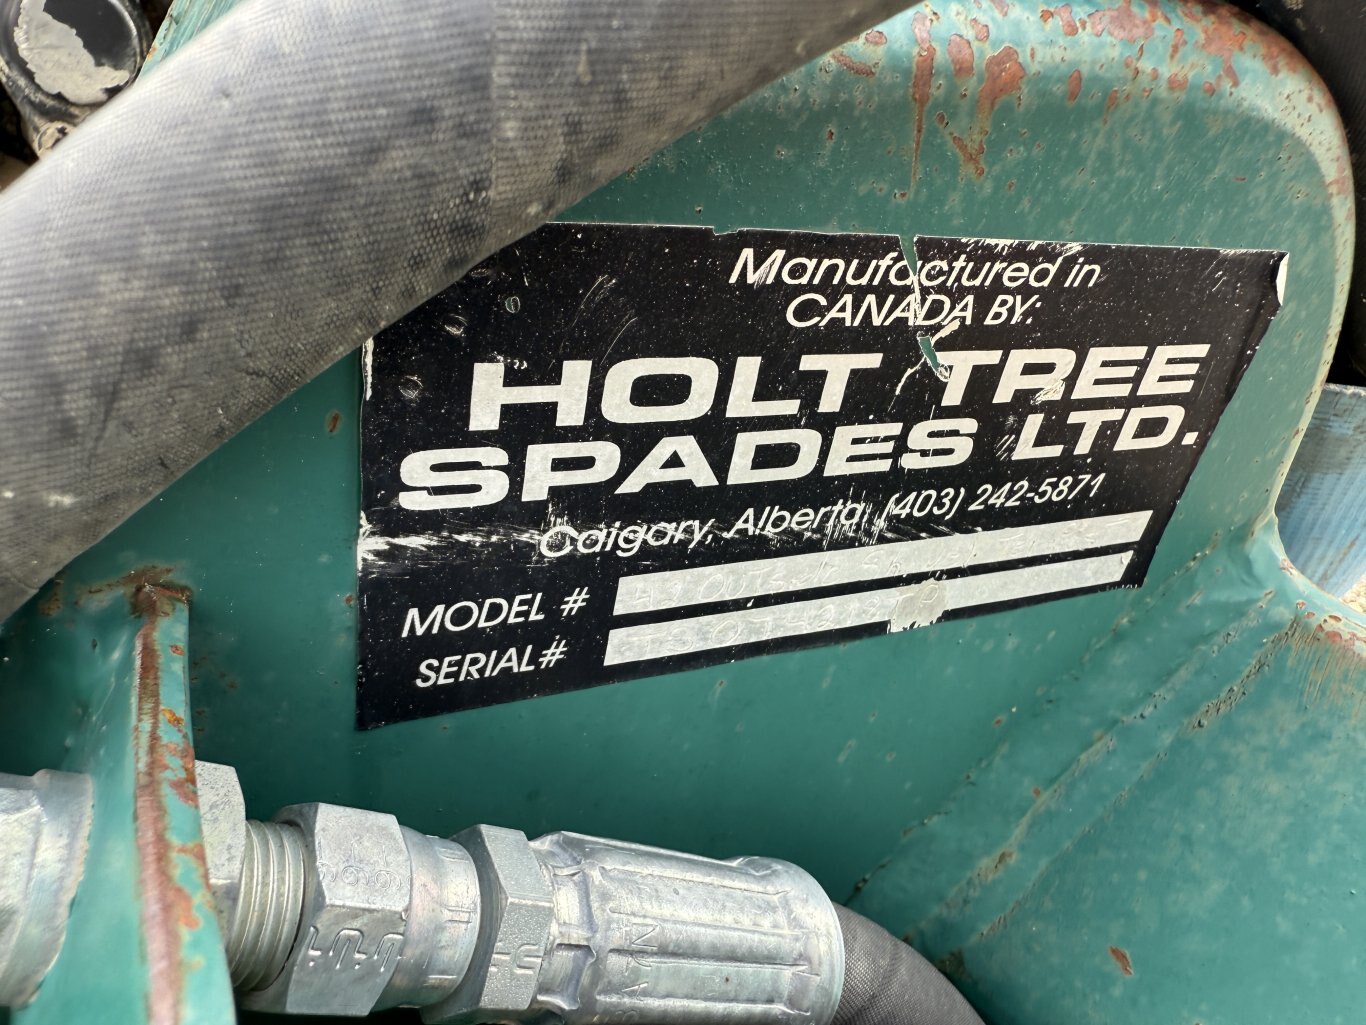 Manufactured in
CANADA BY:
HOLT TREE
SPADES LTD.
Calgary, Alberta (403) 242-5871
MODEL #
SERIAL#